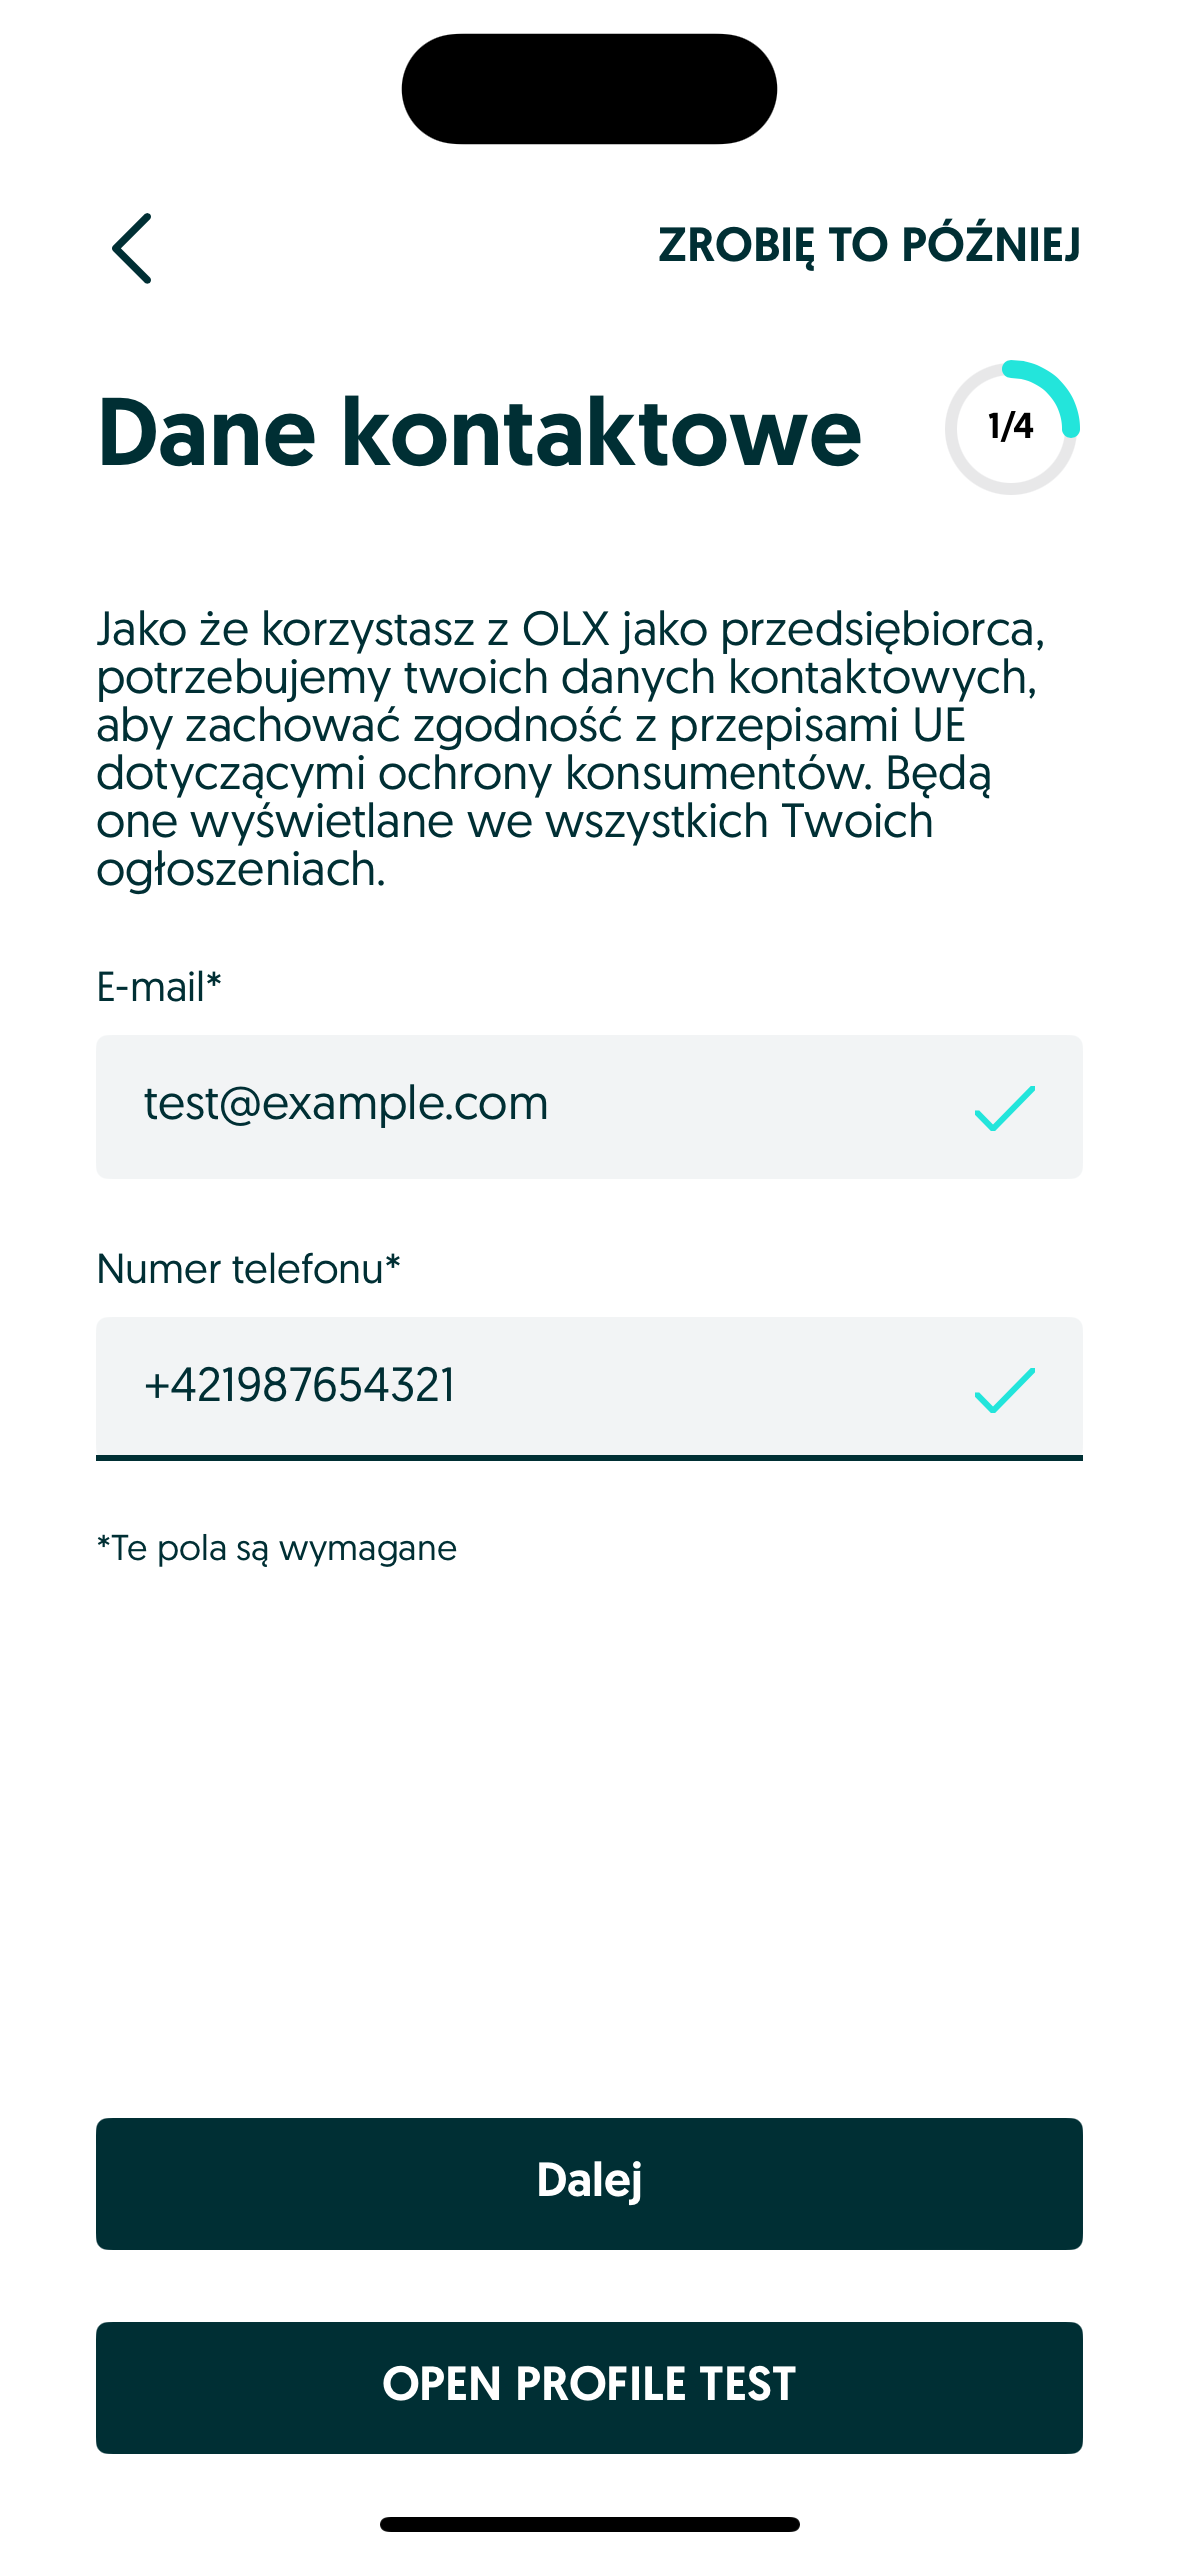 ZROBIĘ TO PÓŹNIEJ
Dane kontaktowe
1/4
Jako że korzystasz z OLX jako przedsiębiorca,
potrzebujemy twoich danych kontaktowych,
aby zachować zgodność z przepisami UE
dotyczącymi ochrony konsumentów. Będą
one wyświetlane we wszystkich Twoich
ogłoszeniach.
E-mail*
test@example.com
Numer telefonu*
+421987654321
*Te pola są wymagane
Dalej
OPEN PROFILE TEST